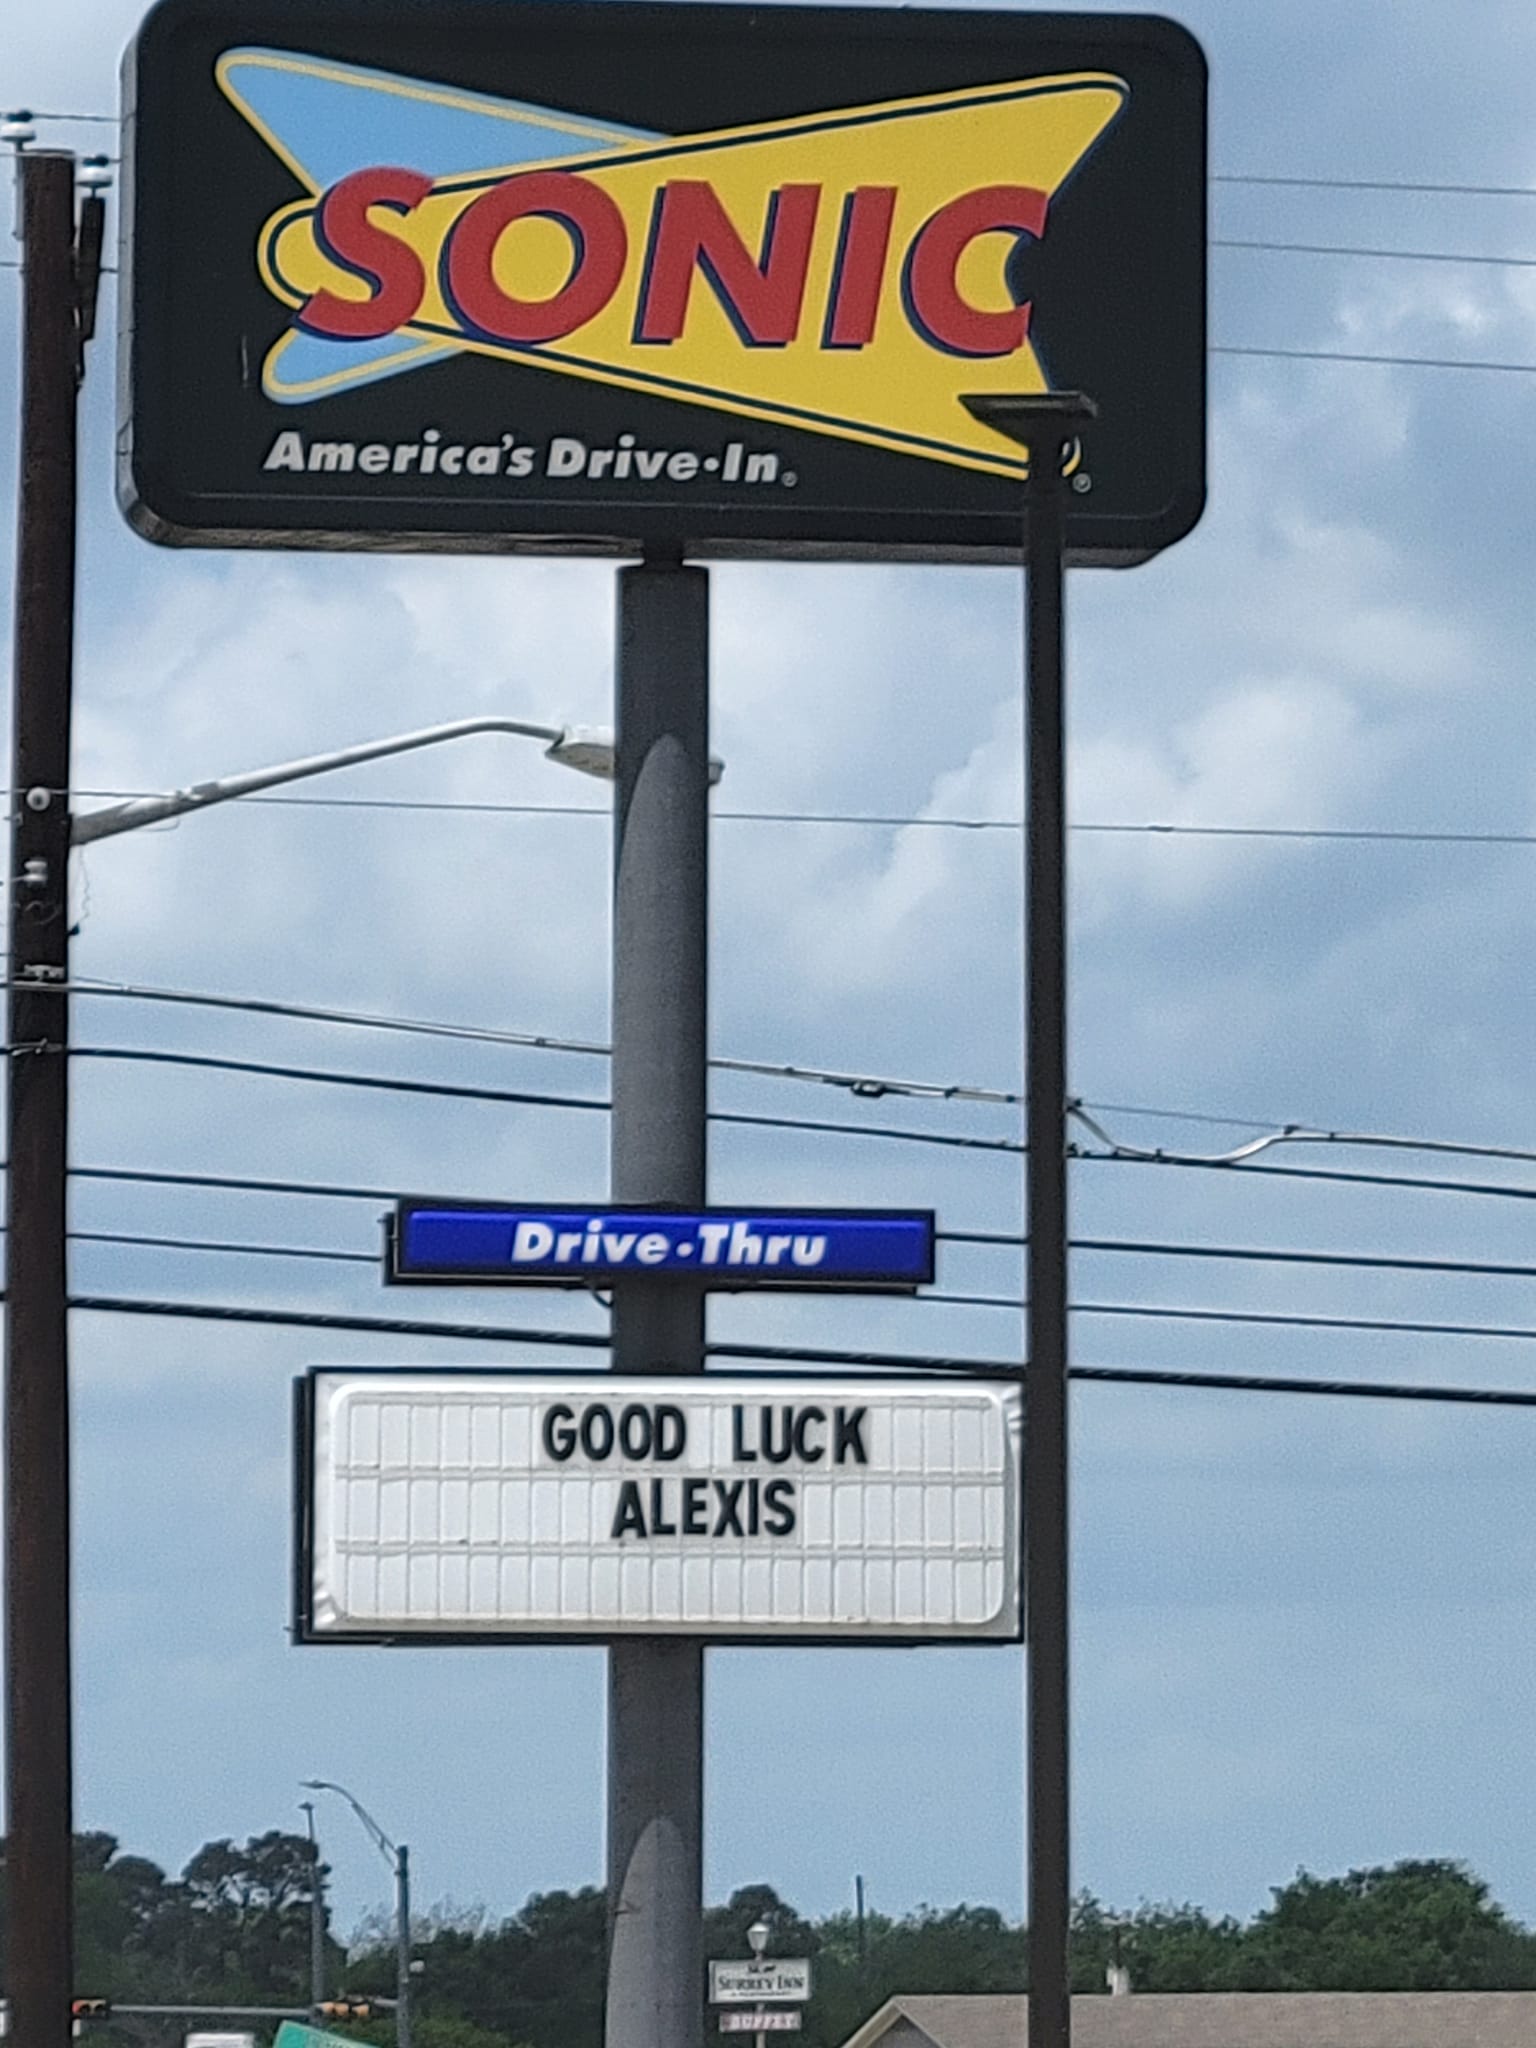 SONIC
America's Drive-In®
®
Drive-Thru
GOOD LUCK
ALEXIS
SURREY INN